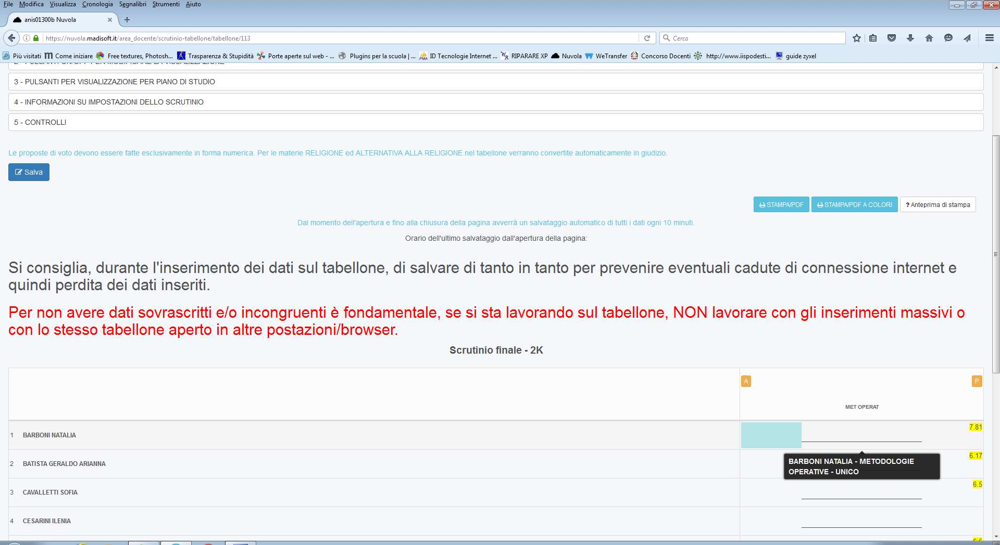 File Modifica Visualizza Cronologia Segnalibri Strumenti Aiuto
anis01300b Nuvola
https://nuvola.madisoft.it/area_docente/scrutinio-tabellone/tabellone/113
Cerca
Più visitati Come iniziare Free textures, Photosh... Trasparenza & Stupidità Porte aperte sul web - ... Plugins per la scuola | ... ID Tecnologie Internet ... RIPARARE XP Nuvola WeTransfer Concorso Docenti http://www.iispodesti... guide zyxel
2 - PULSANTI ON/OFF PER MODIFICARE LA VISUALIZZAZIONE
3 - PULSANTI PER VISUALIZZAZIONE PER PIANO DI STUDIO
4 - INFORMAZIONI SU IMPOSTAZIONI DELLO SCRUTINIO
5 - CONTROLLI
Le proposte di voto devono essere fatte esclusivamente in forma numerica. Per le materie RELIGIONE ed ALTERNATIVA ALLA RELIGIONE nel tabellone verranno convertite automaticamente in giudizio.
Salva
STAMPA/PDF STAMPA/PDF A COLORI ? Anteprima di stampa
Dal momento dell'apertura e fino alla chiusura della pagina avverrà un salvataggio automatico di tutti i dati ogni 10 minuti.
Orario dell'ultimo salvataggio dall'apertura della pagina:
Si consiglia, durante l'inserimento dei dati sul tabellone, di salvare di tanto in tanto per prevenire eventuali cadute di connessione internet e
quindi perdita dei dati inseriti.
Per non avere dati sovrascritti e/o incongruenti è fondamentale, se si sta lavorando sul tabellone, NON lavorare con gli inserimenti massivi o
con lo stesso tabellone aperto in altre postazioni/browser.
Scrutinio finale - 2K
A P
MET OPERAT
1 BARBONI NATALIA 7.81
2 BATISTA GERALDO ARIANNA 6.17
BARBONI NATALIA - METODOLOGIE
OPERATIVE - UNICO
3 CAVALLETTI SOFIA 6.5
4 CESARINI ILENIA